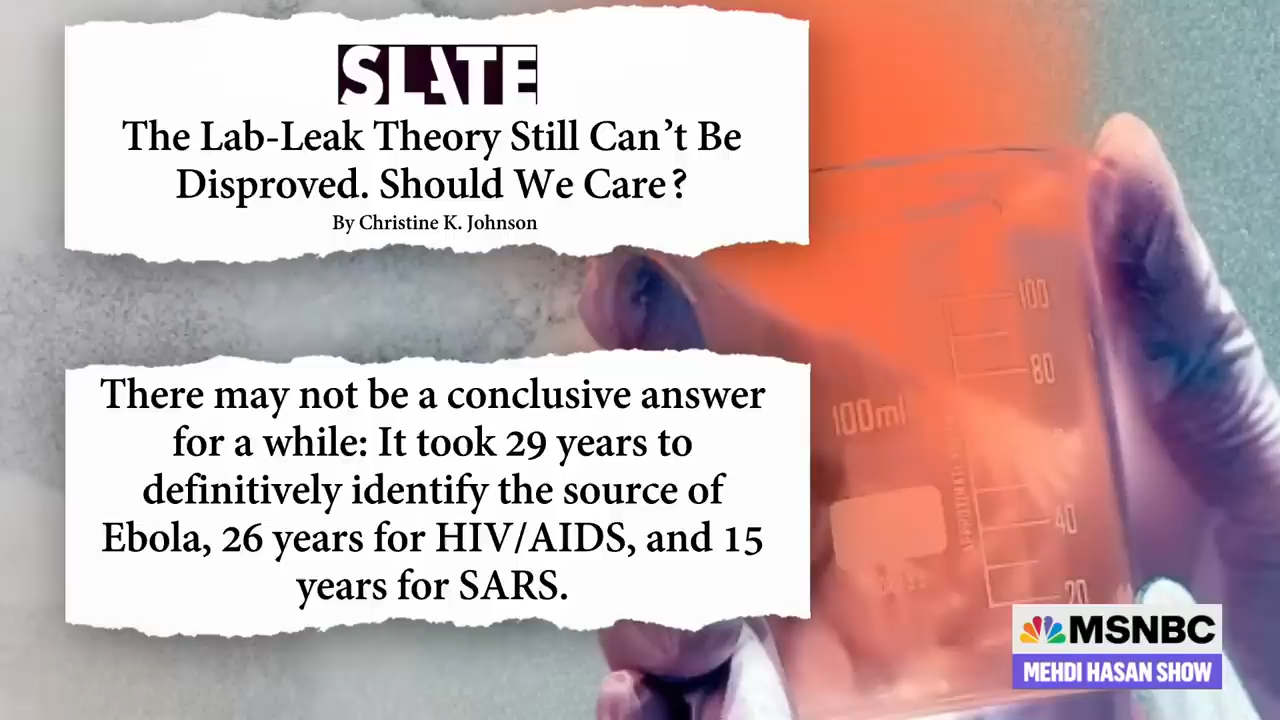 SLATE
The Lab-Leak Theory Still Can't Be
Disproved. Should We Care?
By Christine K. Johnson
There may not be a conclusive answer
for a while: It took 29 years to
definitively identify the source of
Ebola, 26 years for HIV/AIDS, and 15
years for SARS.
100
80
100ml
40
20
MSNBC
MEHDI HASAN SHOW